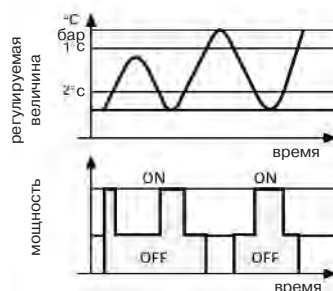 °C
бар
1°c
2°c
регулируемая
величина
время
ON
ON
мощность
OFF
OFF
время